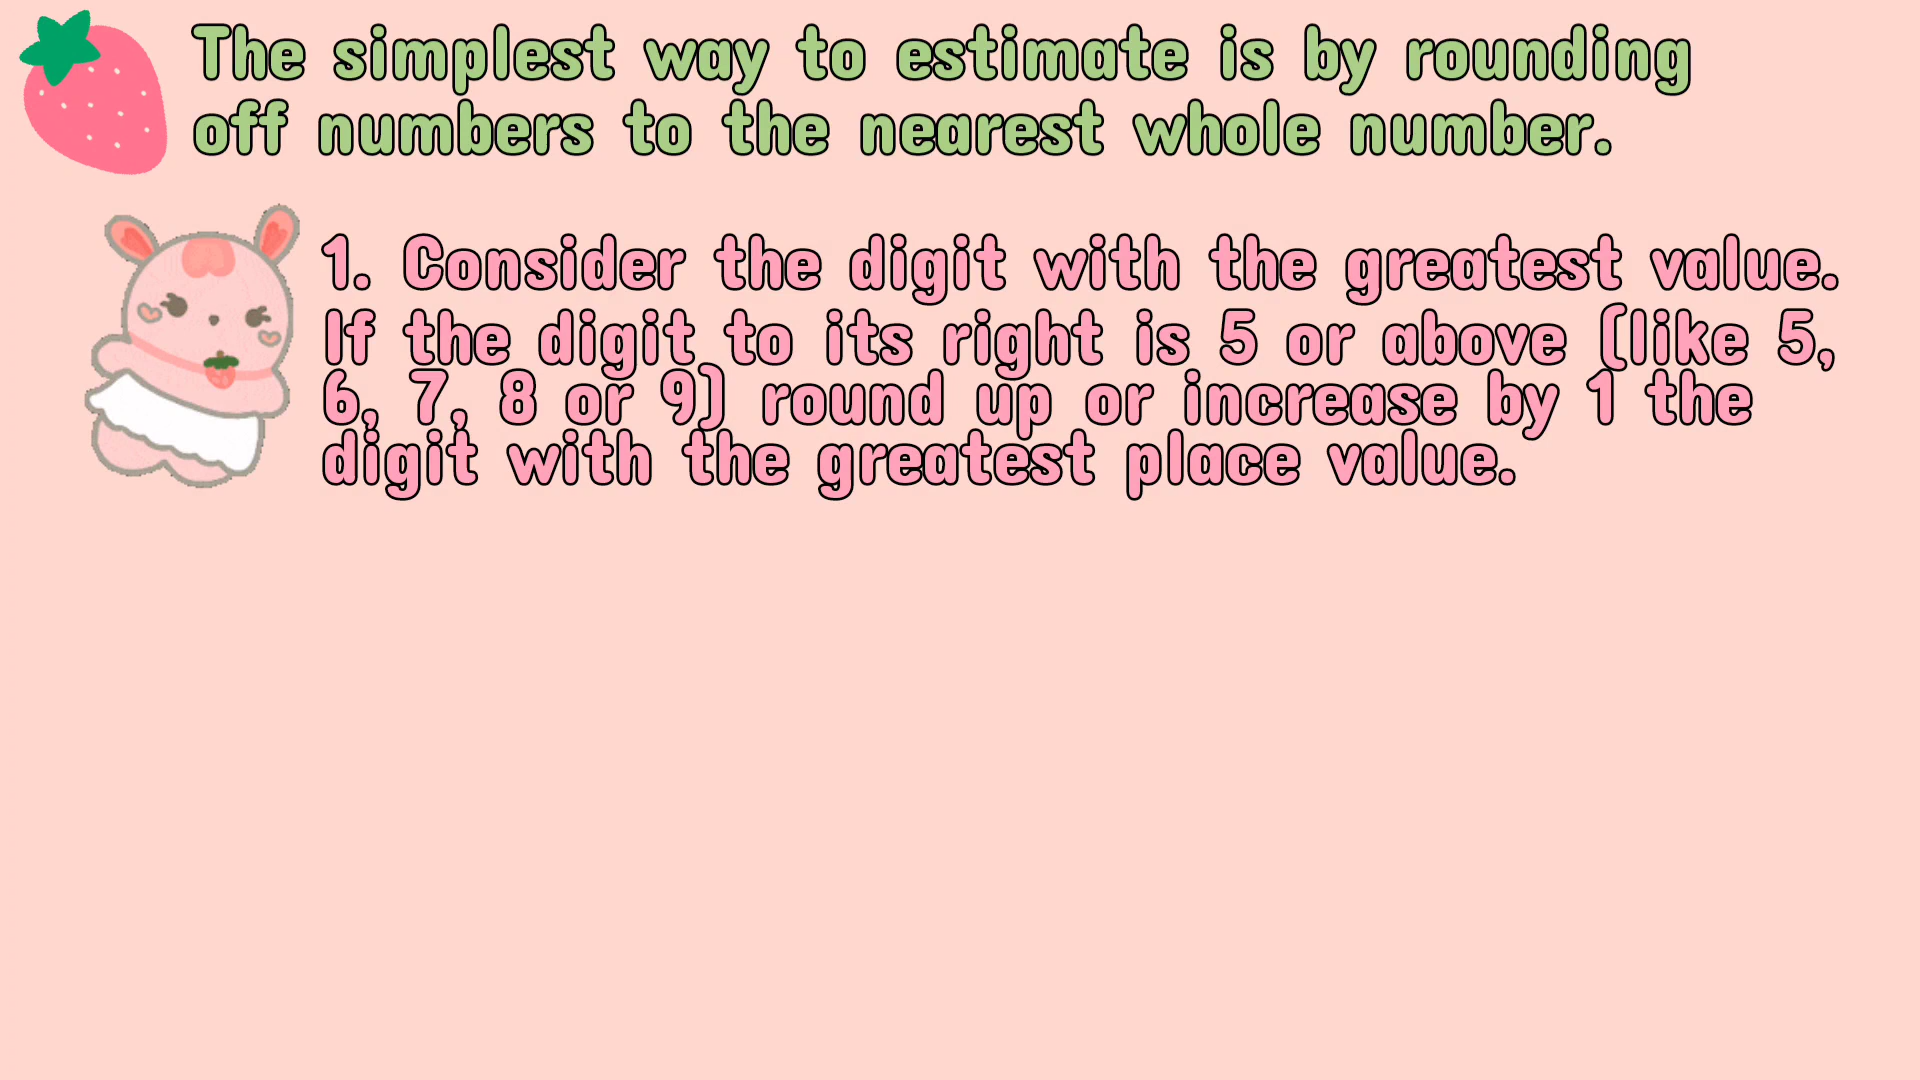 The simplest way to estimate is by rounding
off numbers to the nearest whole number.
1. Consider the digit with the greatest value.
If the digit to its right is 5 or above (like 5,
6, 7, 8 or 9) round up or increase by 1 the
digit with the greatest place value.